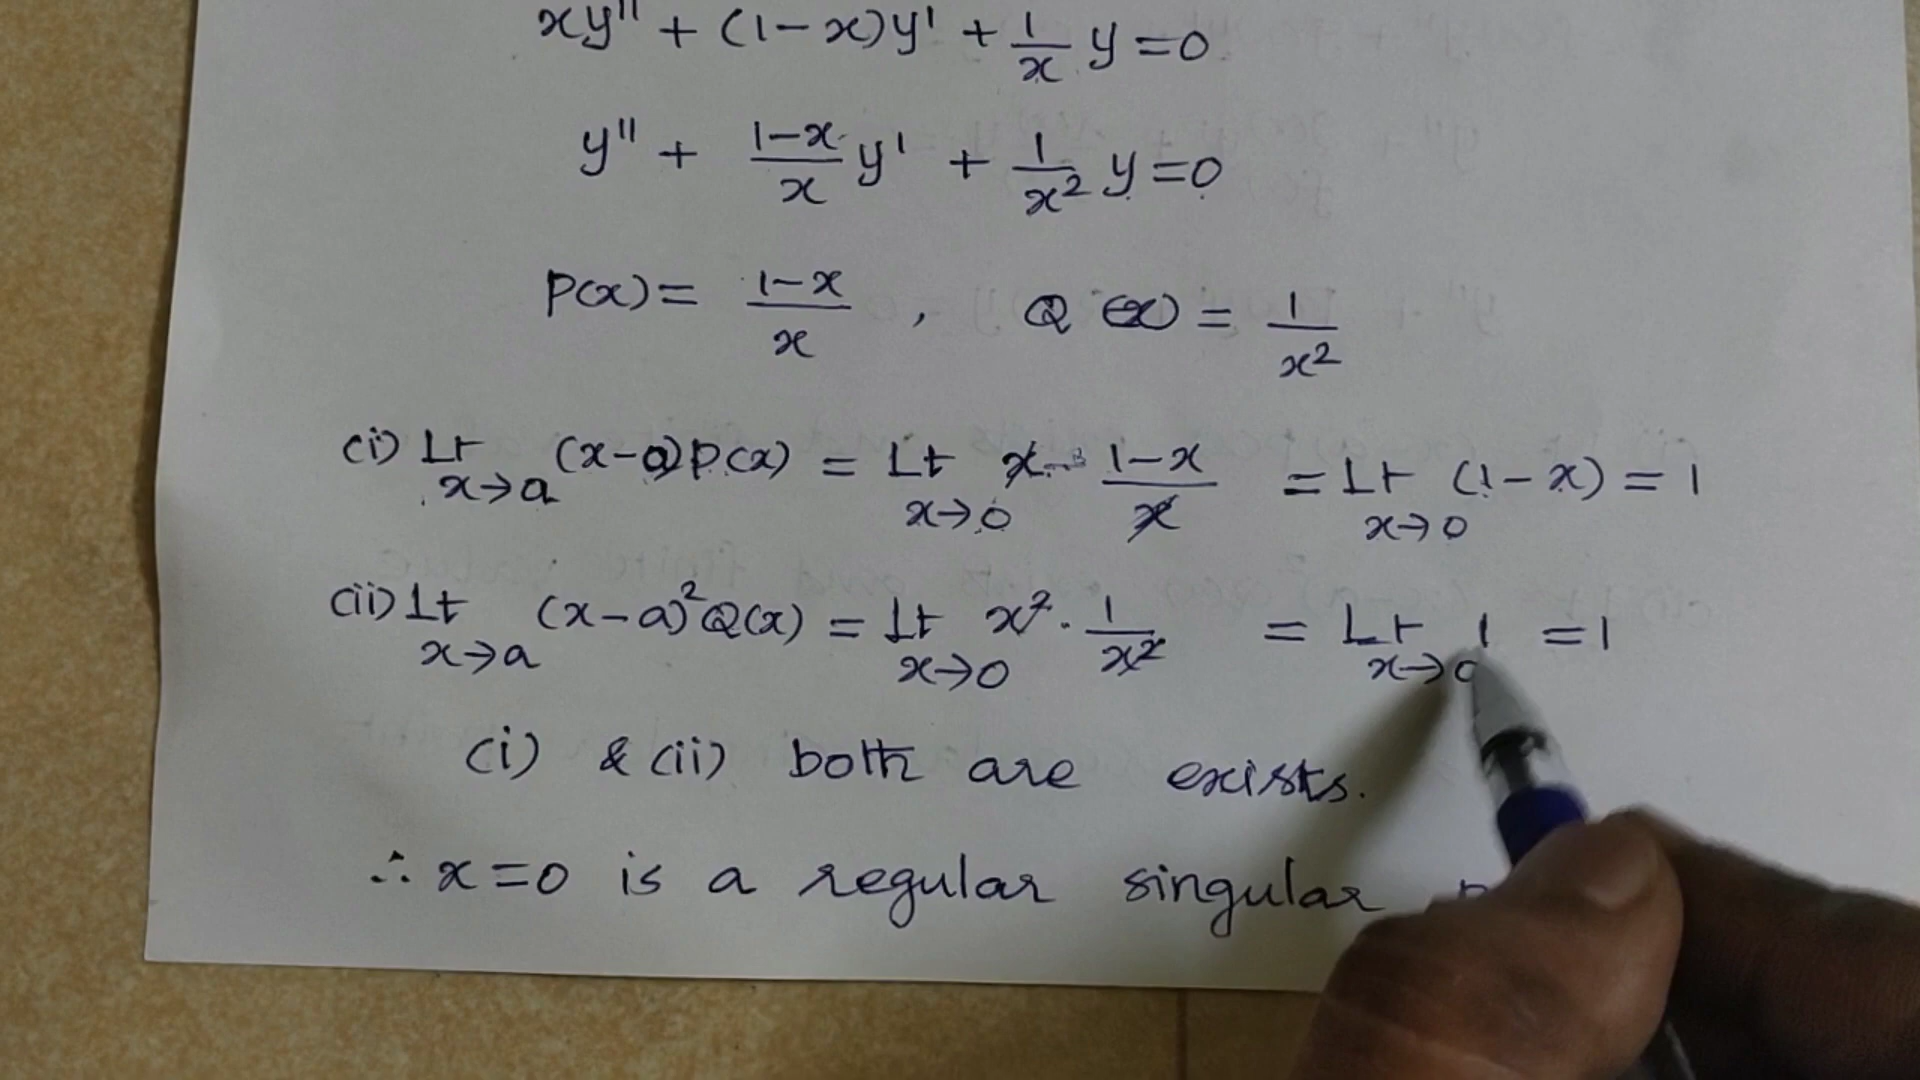 xy'' + (1-x)y' + 1/x y = 0
y'' + (1-x)/x y' + 1/x² y = 0
P(x) = (1-x)/x , Q(x) = 1/x²
(i) Lt x→a (x-a)P(x) = Lt x→0 x · (1-x)/x = Lt x→0 (1-x) = 1
(ii) Lt x→a (x-a)²Q(x) = Lt x→0 x² · 1/x² = Lt x→0 1 = 1
(i) & (ii) both are exists.
∴ x=0 is a regular singular